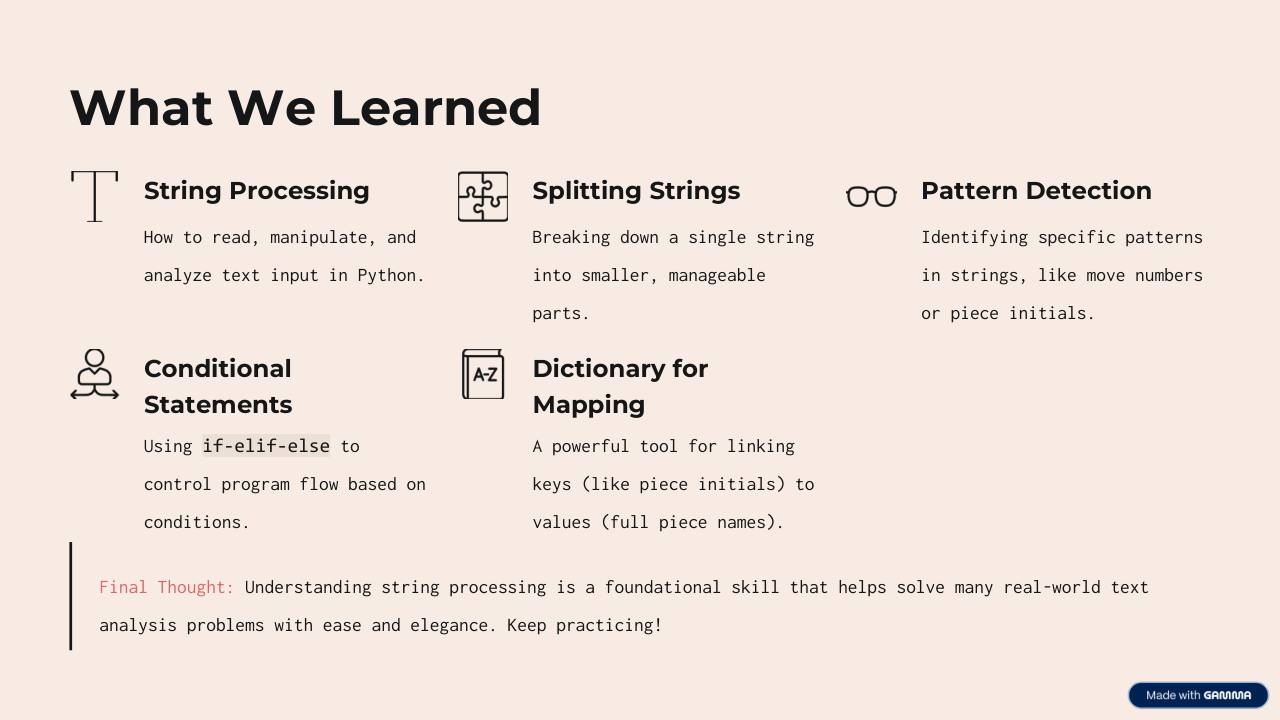 What We Learned
String Processing
How to read, manipulate, and
analyze text input in Python.
Splitting Strings
Breaking down a single string
into smaller, manageable
parts.
Pattern Detection
Identifying specific patterns
in strings, like move numbers
or piece initials.
Conditional
Statements
Using if-elif-else to
control program flow based on
conditions.
A-Z
Dictionary for
Mapping
A powerful tool for linking
keys (like piece initials) to
values (full piece names).
Final Thought: Understanding string processing is a foundational skill that helps solve many real-world text
analysis problems with ease and elegance. Keep practicing!
Made with GAMMA